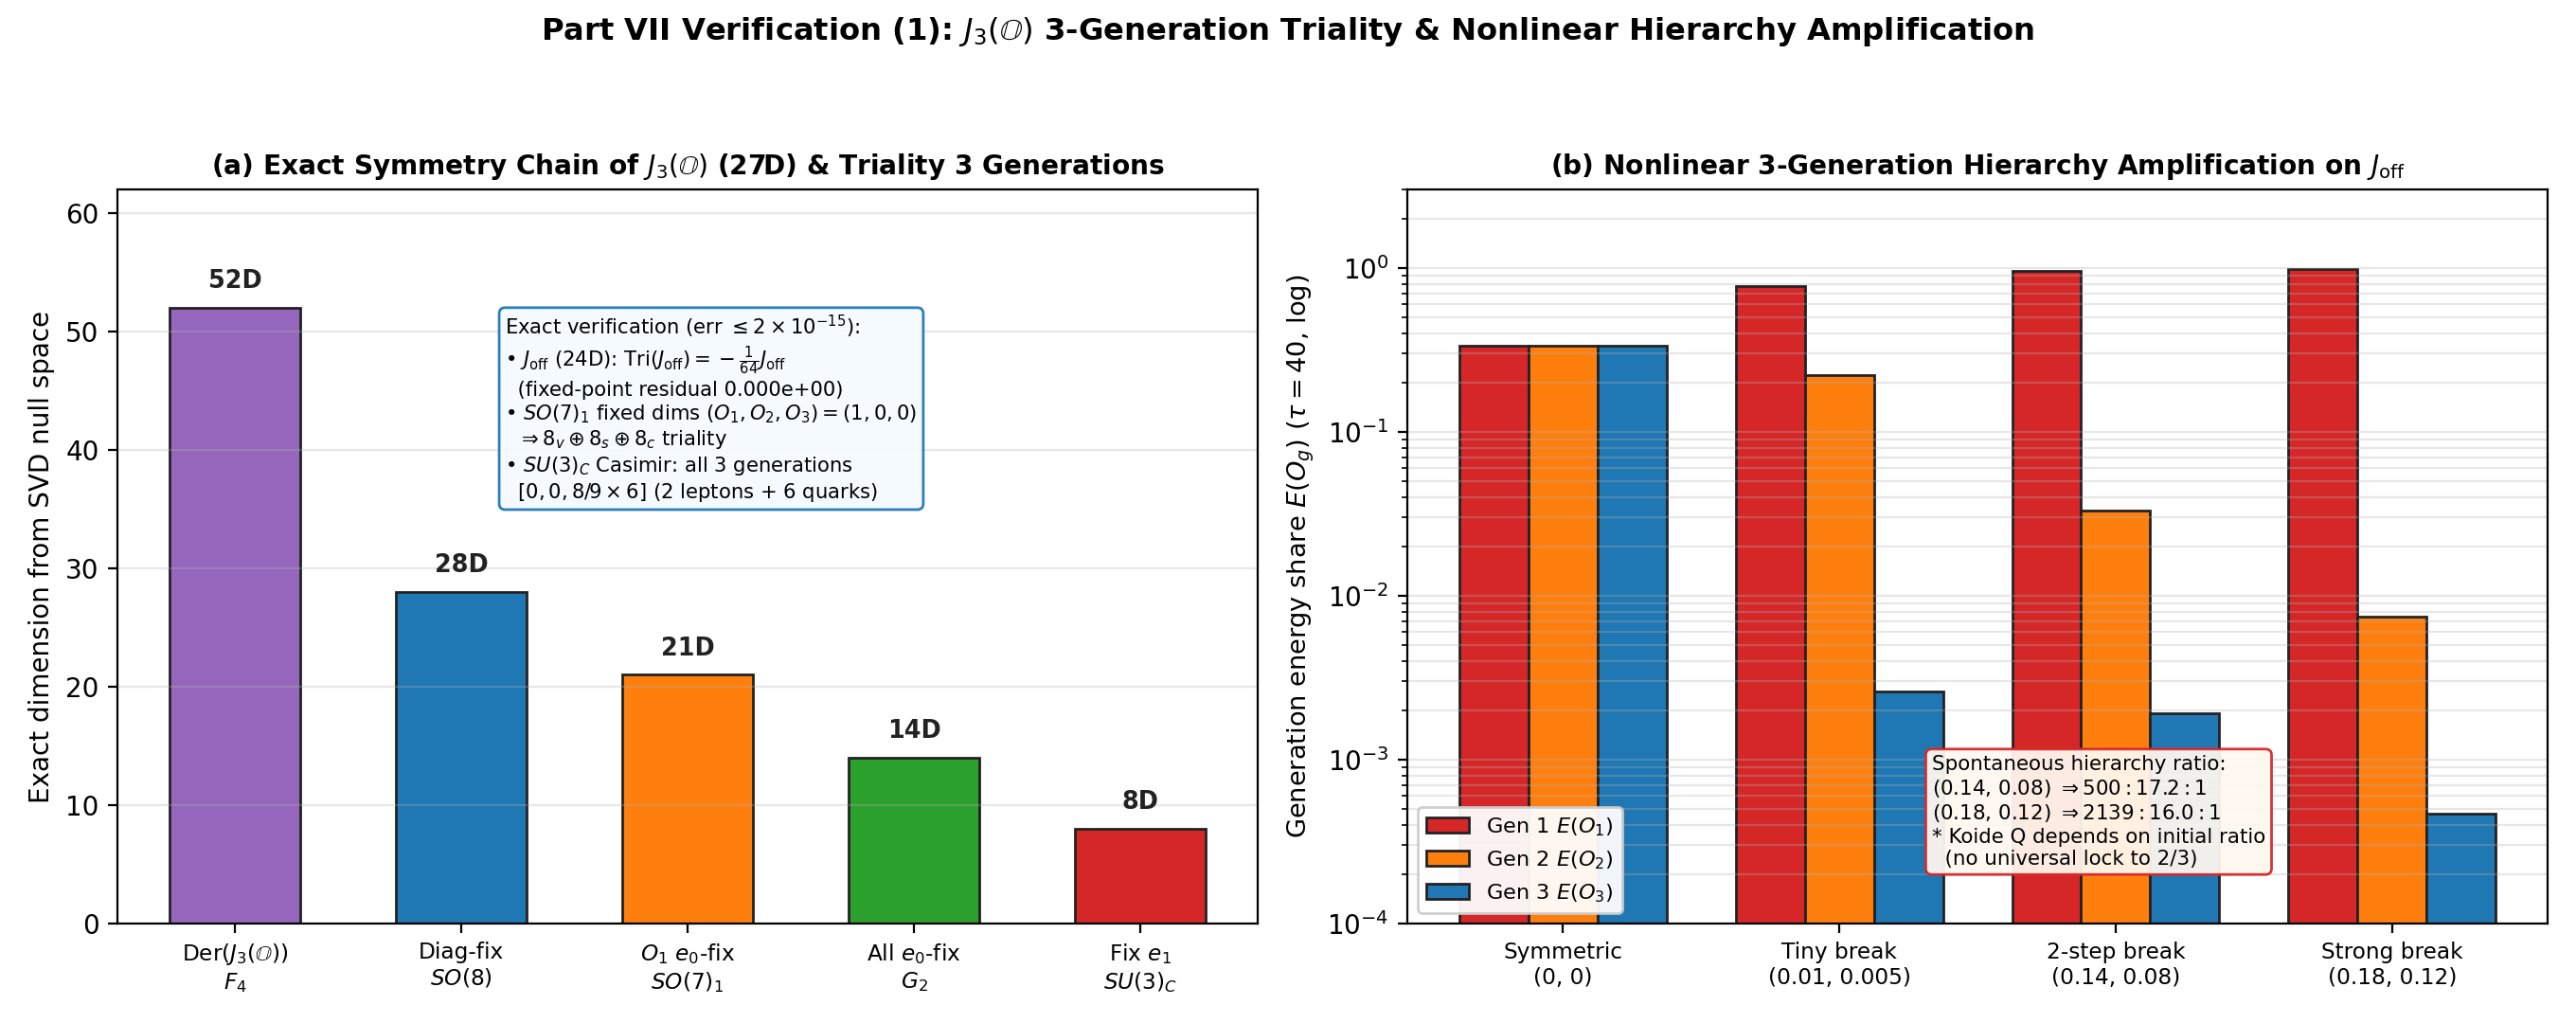 Part VII Verification (1): J₃(𝕆) 3-Generation Triality & Nonlinear Hierarchy Amplification
(a) Exact Symmetry Chain of J₃(𝕆) (27D) & Triality 3 Generations
Exact dimension from SVD null space
60
50
40
30
20
10
0
52D
28D
21D
14D
8D
Exact verification (err ≤ 2 × 10⁻¹⁵):
• J_off (24D): Tri(J_off) = − 1/64 J_off
(fixed-point residual 0.000e+00)
• SO(7)₁ fixed dims (O₁, O₂, O₃) = (1, 0, 0)
⇒ 8ᵥ ⊕ 8ₛ ⊕ 8_c triality
• SU(3)_C Casimir: all 3 generations
[0, 0, 8/9 × 6] (2 leptons + 6 quarks)
Der(J₃(𝕆))
F₄
Diag-fix
SO(8)
O₁ e₀-fix
SO(7)₁
All e₀-fix
G₂
Fix e₁
SU(3)_C
(b) Nonlinear 3-Generation Hierarchy Amplification on J_off
Generation energy share E(O_g) (τ = 40, log)
10⁰
10⁻¹
10⁻²
10⁻³
10⁻⁴
Spontaneous hierarchy ratio:
(0.14, 0.08) ⇒ 500 : 17.2 : 1
(0.18, 0.12) ⇒ 2139 : 16.0 : 1
* Koide Q depends on initial ratio
(no universal lock to 2/3)
Gen 1 E(O₁)
Gen 2 E(O₂)
Gen 3 E(O₃)
Symmetric
(0, 0)
Tiny break
(0.01, 0.005)
2-step break
(0.14, 0.08)
Strong break
(0.18, 0.12)